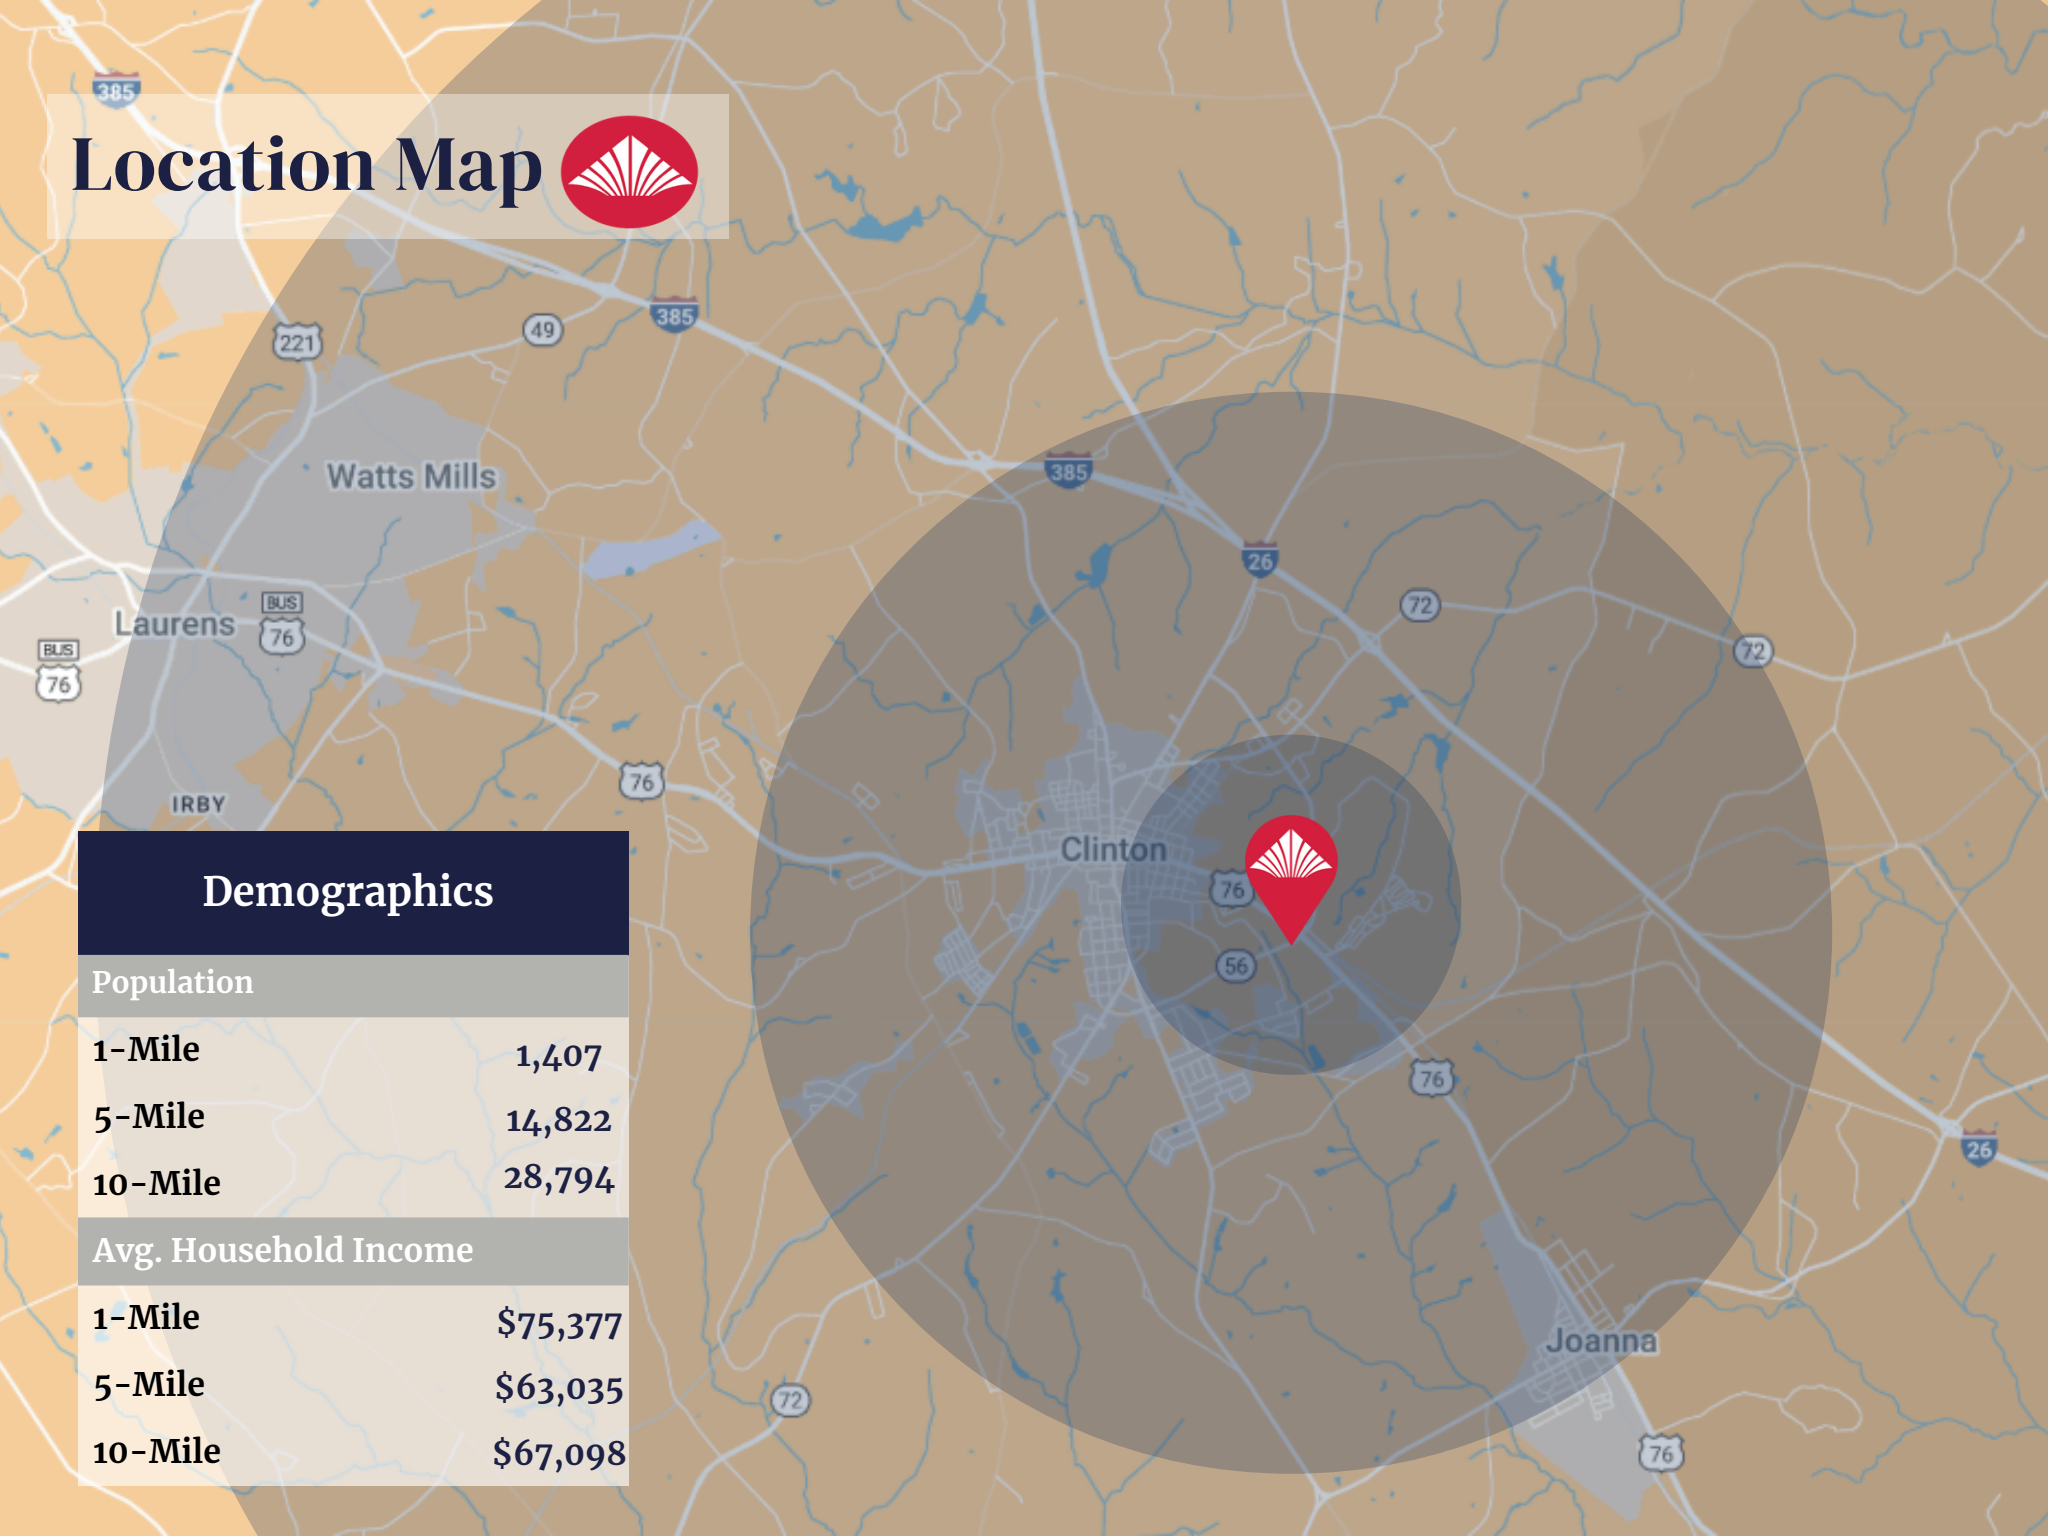 385
Location Map
221
49
385
Watts Mills
385
26
BUS
76
72
Laurens
BUS
76
72
76
IRBY
Clinton
76
56
76
26
Joanna
72
76
Demographics
Population
1-Mile 1,407
5-Mile 14,822
10-Mile 28,794
Avg. Household Income
1-Mile $75,377
5-Mile $63,035
10-Mile $67,098